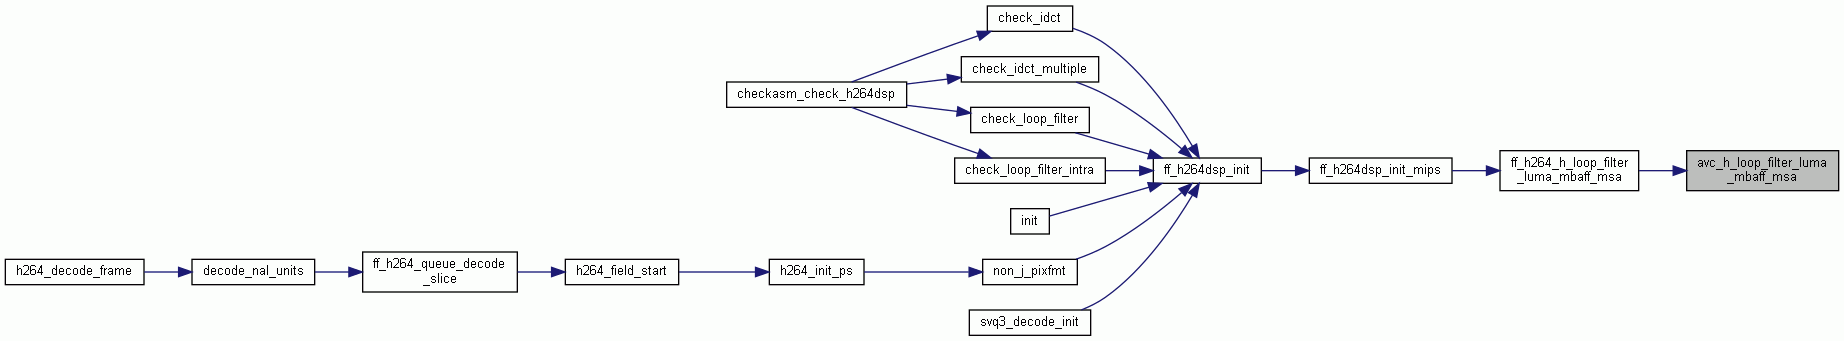 check_idct
check_idct_multiple
checkasm_check_h264dsp
check_loop_filter
check_loop_filter_intra
ff_h264dsp_init
ff_h264dsp_init_mips
ff_h264_h_loop_filter
_luma_mbaff_msa
avc_h_loop_filter_luma
_mbaff_msa
init
h264_decode_frame
decode_nal_units
ff_h264_queue_decode
_slice
h264_field_start
h264_init_ps
non_j_pixfmt
svq3_decode_init